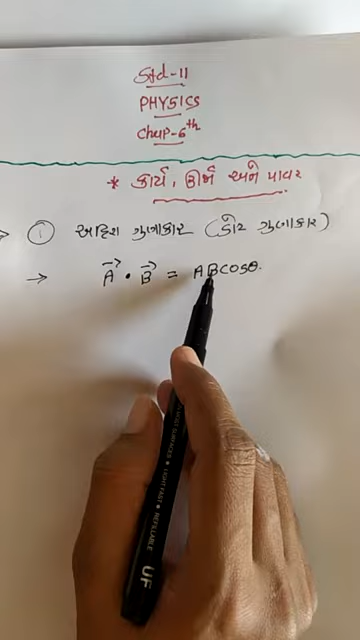 Std-11
PHYSICS
Chap-6th
* કાર્ય, ઊર્જા અને પાવર
→ ① અદિશ ગુણાકાર (ડોટ ગુણાકાર)
→ A⃗ · B⃗ = ABCOSθ.